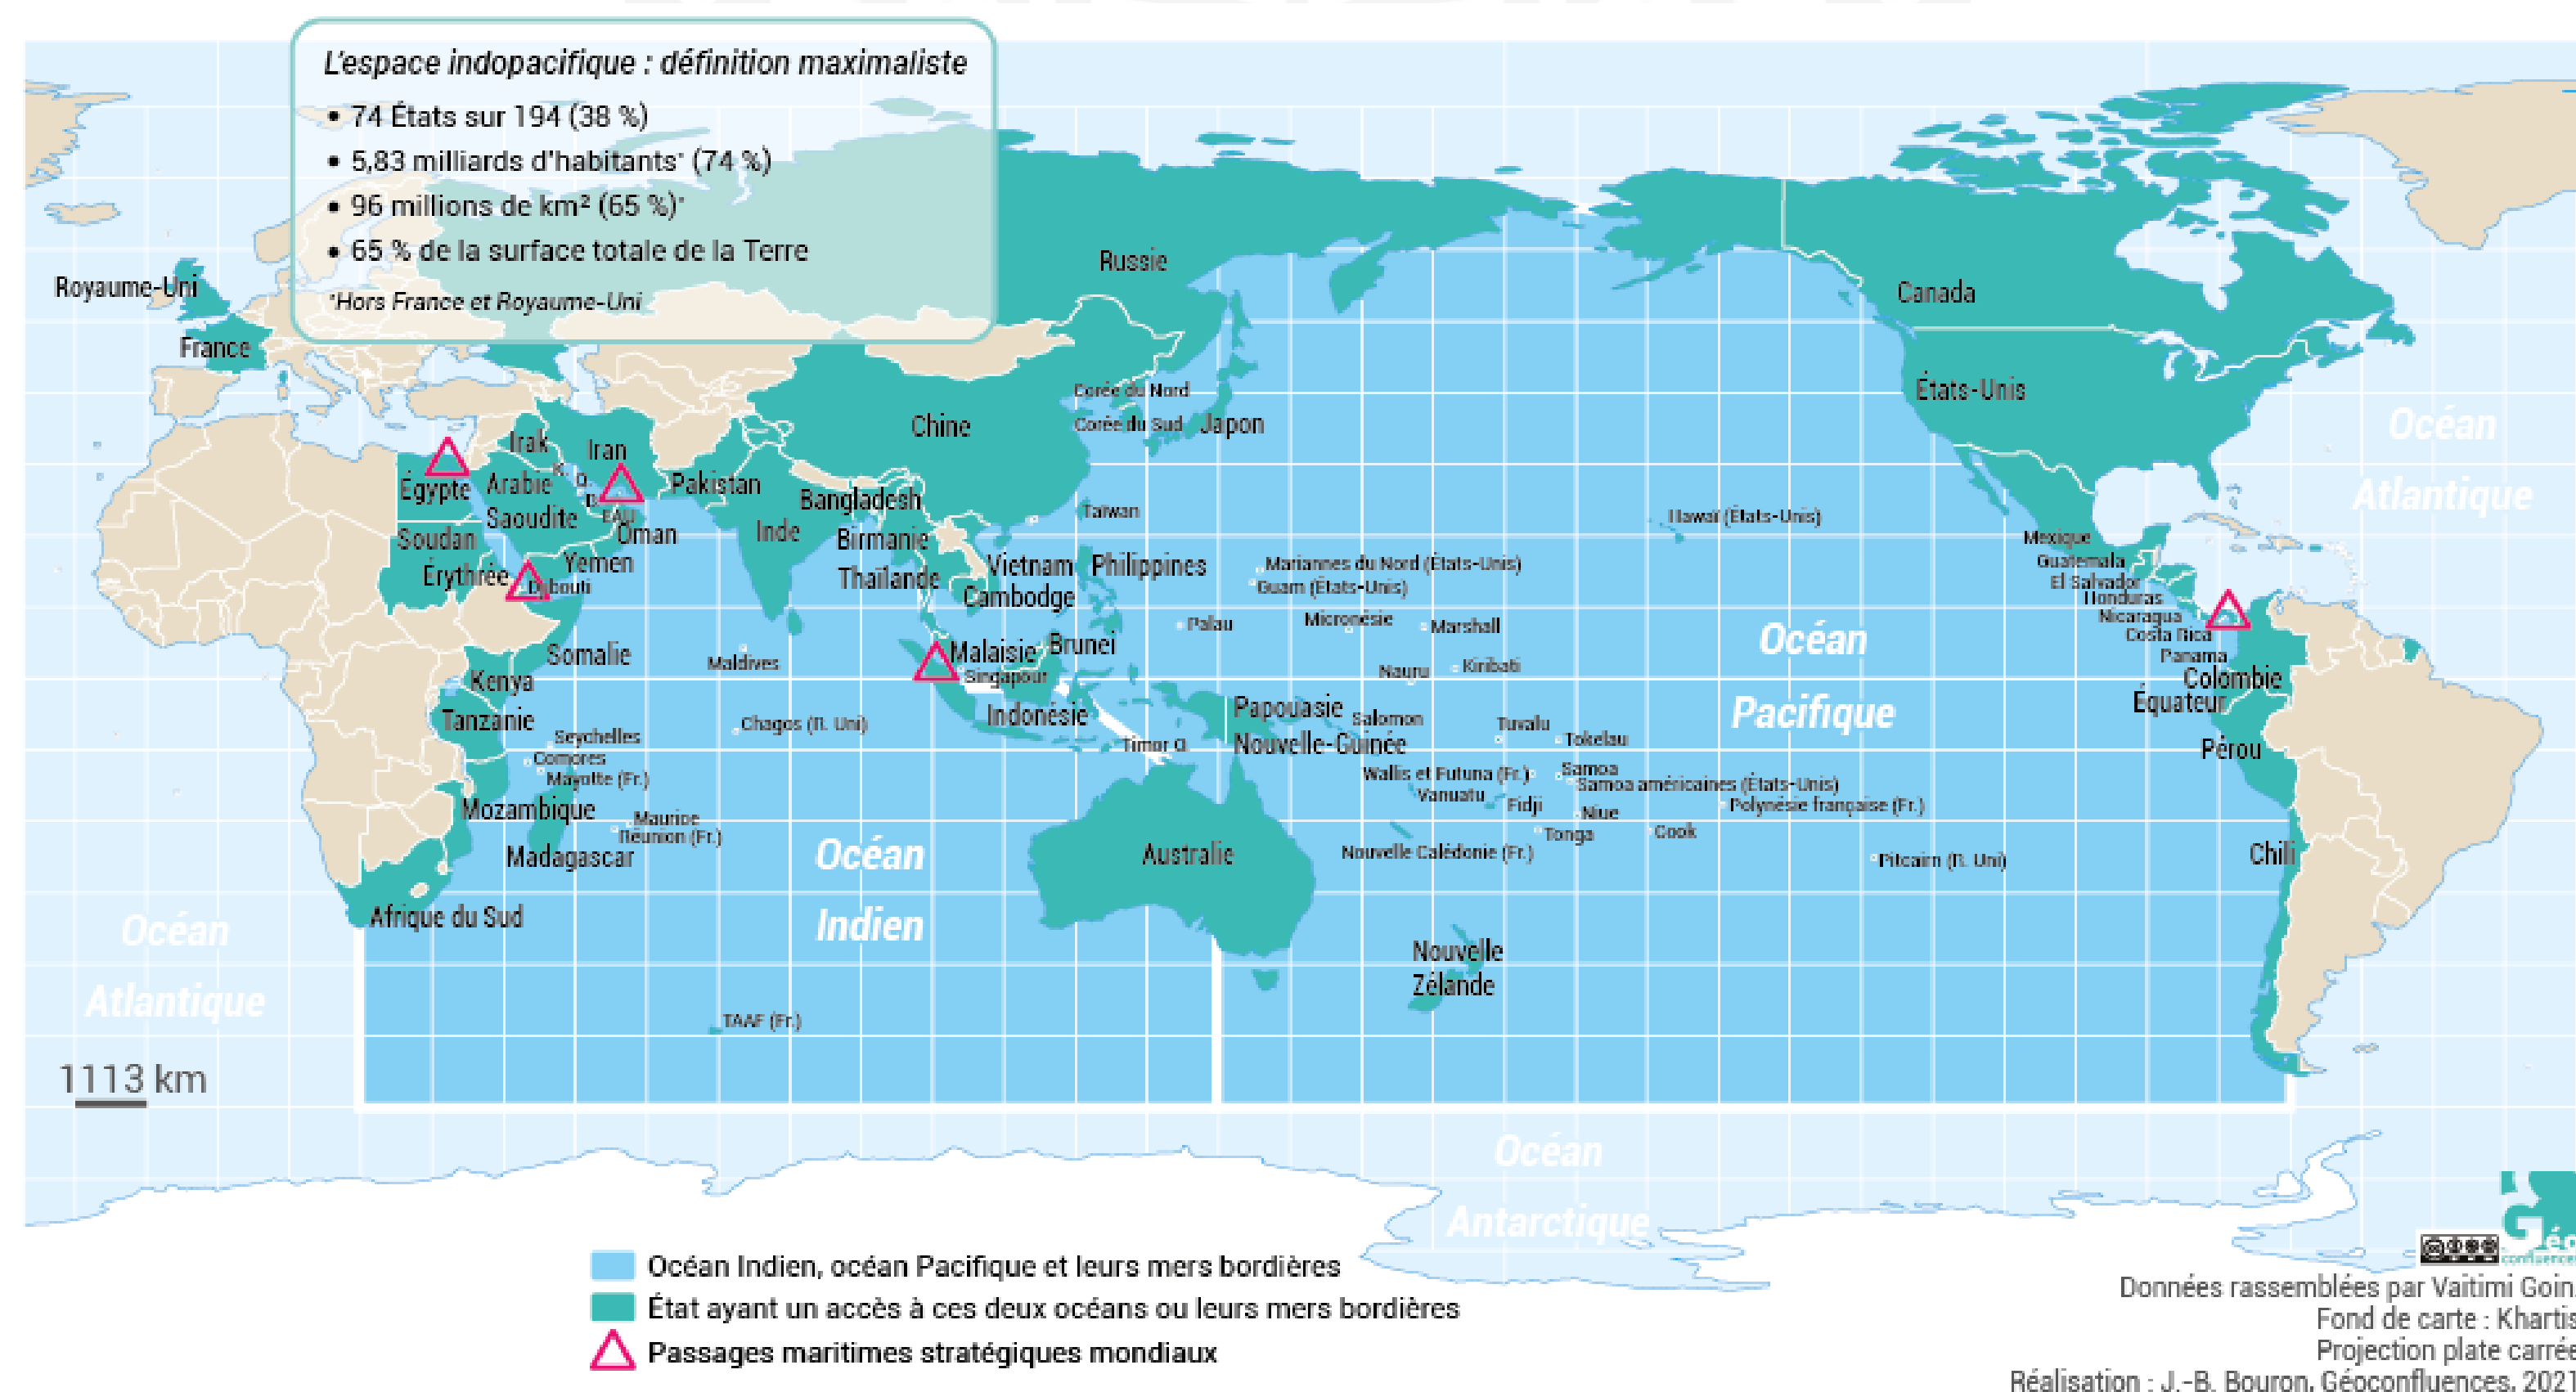 L'espace indopacifique : définition maximaliste
• 74 États sur 194 (38 %)
• 5,83 milliards d'habitants* (74 %)
• 96 millions de km² (65 %)*
• 65 % de la surface totale de la Terre
*Hors France et Royaume-Uni
Royaume-Uni
France
Russie
Canada
États-Unis
Chine
Corée du Nord
Corée du Sud
Japon
Irak
Iran
K.
Q.
B.
EAU
Égypte
Arabie
Saoudite
Pakistan
Bangladesh
Inde
Birmanie
Soudan
Oman
Yemen
Érythrée
Djibouti
Thaïlande
Vietnam
Cambodge
Philippines
Taïwan
Hawaï (États-Unis)
Mariannes du Nord (États-Unis)
Guam (États-Unis)
Palau
Micronésie
Marshall
Nauru
Kiribati
Mexique
Guatemala
El Salvador
Honduras
Nicaragua
Costa Rica
Panama
Colombie
Équateur
Pérou
Chili
Océan
Atlantique
Océan
Pacifique
Somalie
Kenya
Tanzanie
Maldives
Malaisie
Brunei
Singapour
Indonésie
Timor O.
Papouasie
Nouvelle-Guinée
Salomon
Tuvalu
Tokelau
Seychelles
Comores
Mayotte (Fr.)
Chagos (R. Uni)
Wallis et Futuna (Fr.)
Samoa
Samoa américaines (États-Unis)
Vanuatu
Fidji
Niue
Polynésie française (Fr.)
Tonga
Cook
Nouvelle Calédonie (Fr.)
Pitcairn (R. Uni)
Mozambique
Maurice
Réunion (Fr.)
Madagascar
Afrique du Sud
Océan
Indien
Australie
Nouvelle
Zélande
TAAF (Fr.)
Océan
Atlantique
1113 km
Océan
Antarctique
Océan Indien, océan Pacifique et leurs mers bordières
État ayant un accès à ces deux océans ou leurs mers bordières
Passages maritimes stratégiques mondiaux
Géo
confluences
Données rassemblées par Vaitimi Goin.
Fond de carte : Khartis
Projection plate carrée
Réalisation : J.-B. Bouron, Géoconfluences, 2021